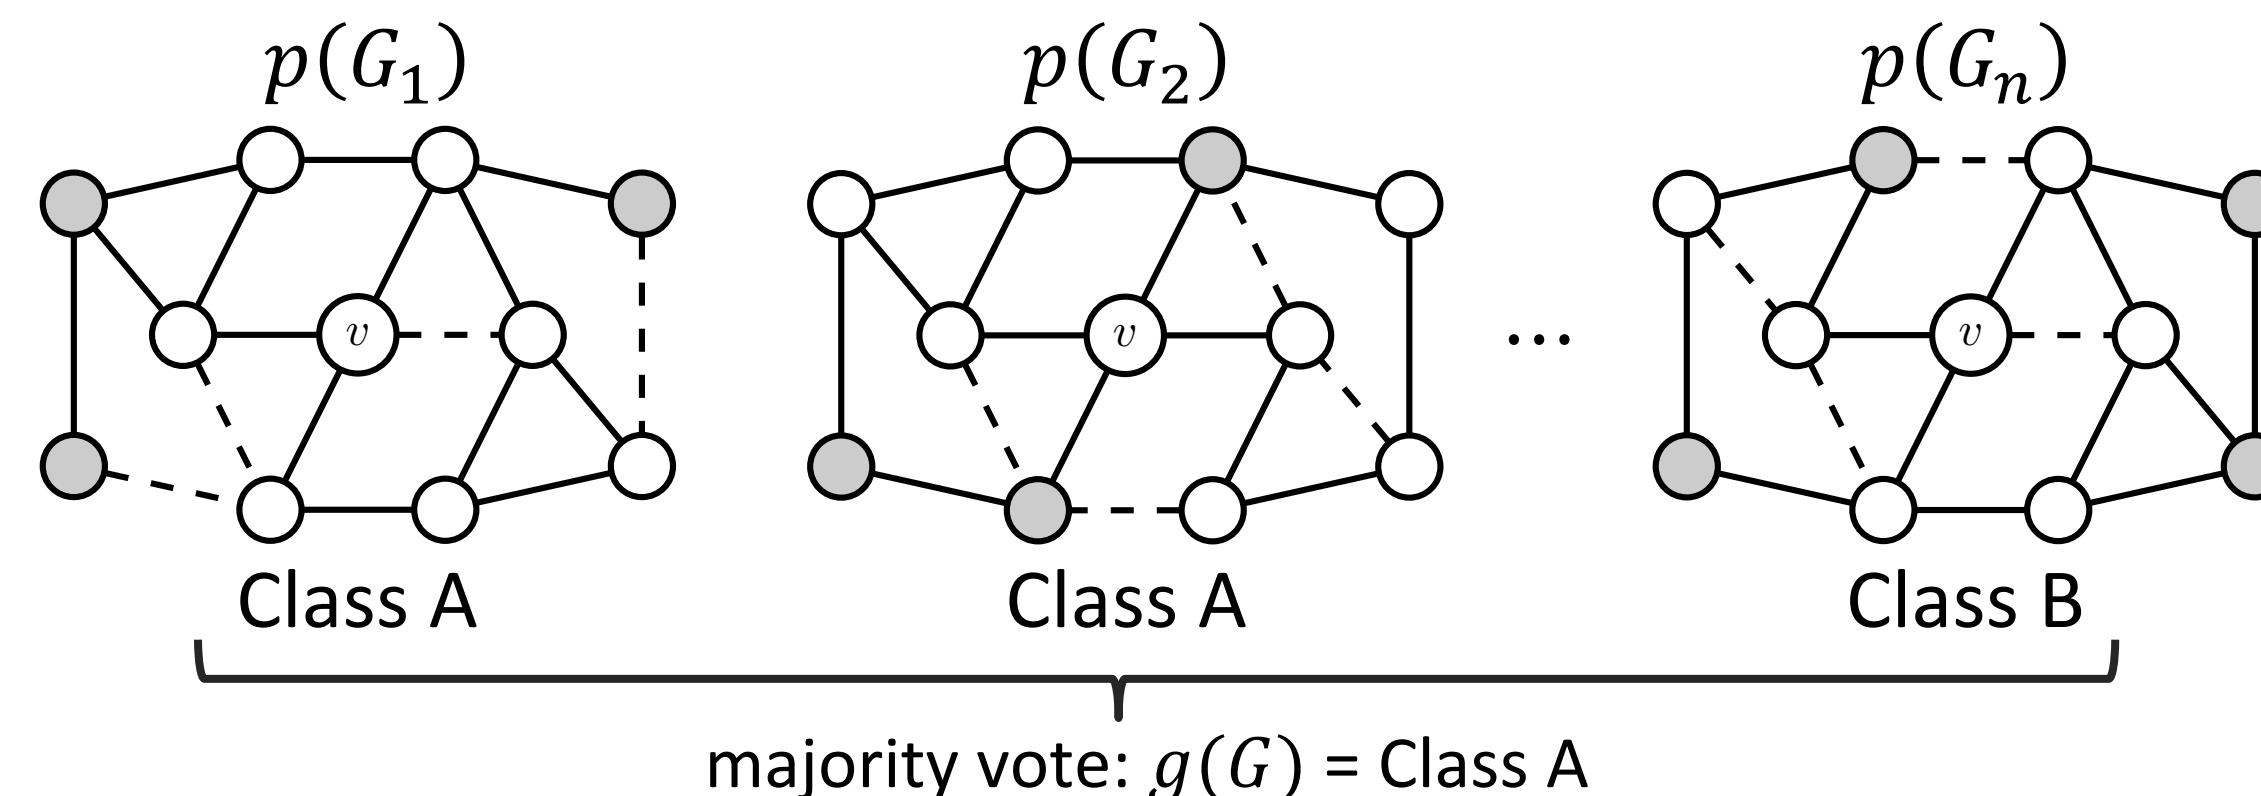 p(G₁) p(G₂) p(Gₙ)
v v ... v
Class A Class A Class B
majority vote: g(G) = Class A